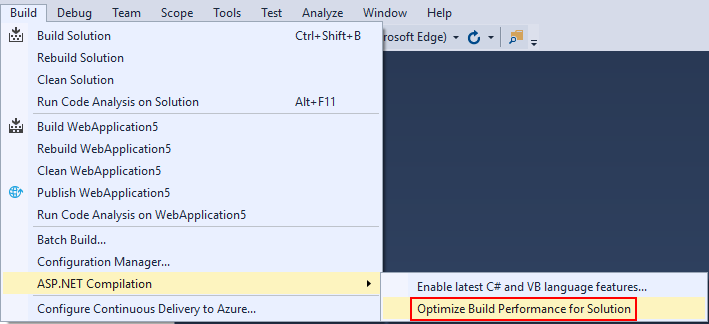 Build Debug Team Scope Tools Test Analyze Window Help
Build Solution Ctrl+Shift+B
rosoft Edge)
Rebuild Solution
Clean Solution
Run Code Analysis on Solution Alt+F11
Build WebApplication5
Rebuild WebApplication5
Clean WebApplication5
Publish WebApplication5
Run Code Analysis on WebApplication5
Batch Build...
Configuration Manager...
ASP.NET Compilation
Enable latest C# and VB language features...
Optimize Build Performance for Solution
Configure Continuous Delivery to Azure...